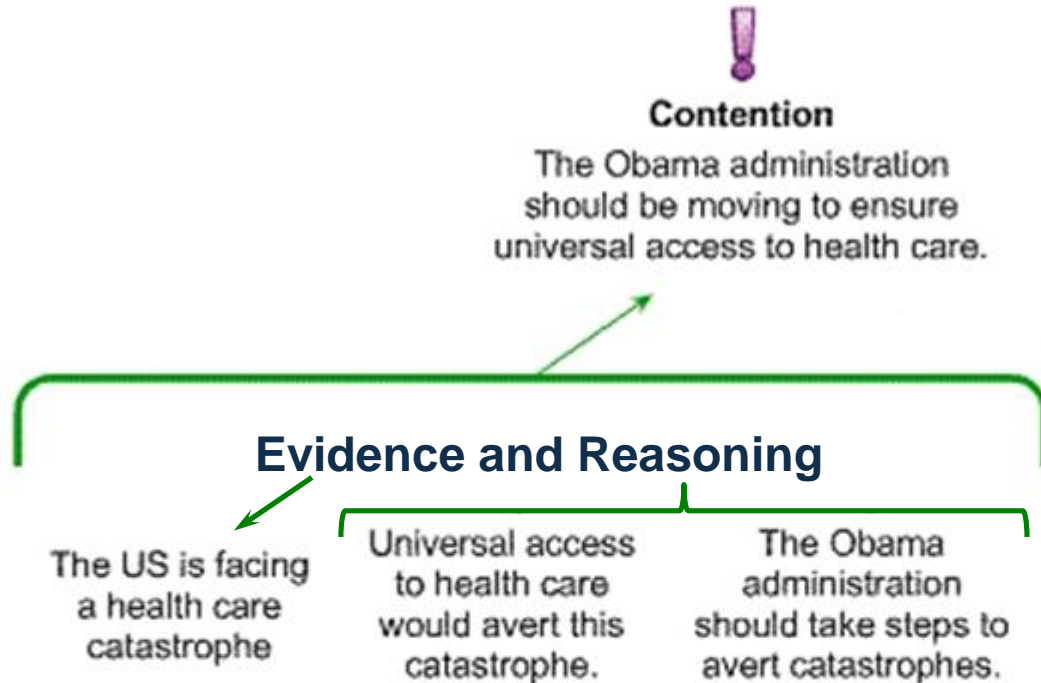 Contention
The Obama administration
should be moving to ensure
universal access to health care.
Evidence and Reasoning
The US is facing
a health care
catastrophe
Universal access
to health care
would avert this
catastrophe.
The Obama
administration
should take steps to
avert catastrophes.